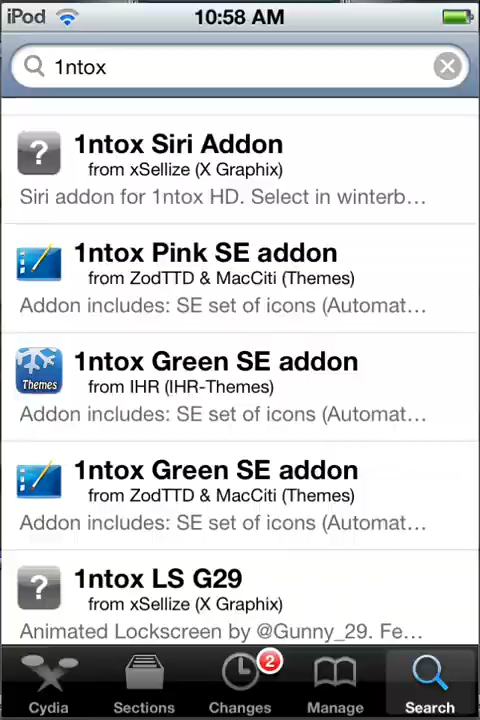 iPod 10:58 AM
1ntox
1ntox Siri Addon
from xSellize (X Graphix)
Siri addon for 1ntox HD. Select in winterb…
1ntox Pink SE addon
from ZodTTD & MacCiti (Themes)
Addon includes: SE set of icons (Automat…
Themes
1ntox Green SE addon
from IHR (IHR-Themes)
Addon includes: SE set of icons (Automat…
1ntox Green SE addon
from ZodTTD & MacCiti (Themes)
Addon includes: SE set of icons (Automat…
?
1ntox LS G29
from xSellize (X Graphix)
Animated Lockscreen by @Gunny_29. Fe…
2
Cydia Sections Changes Manage Search